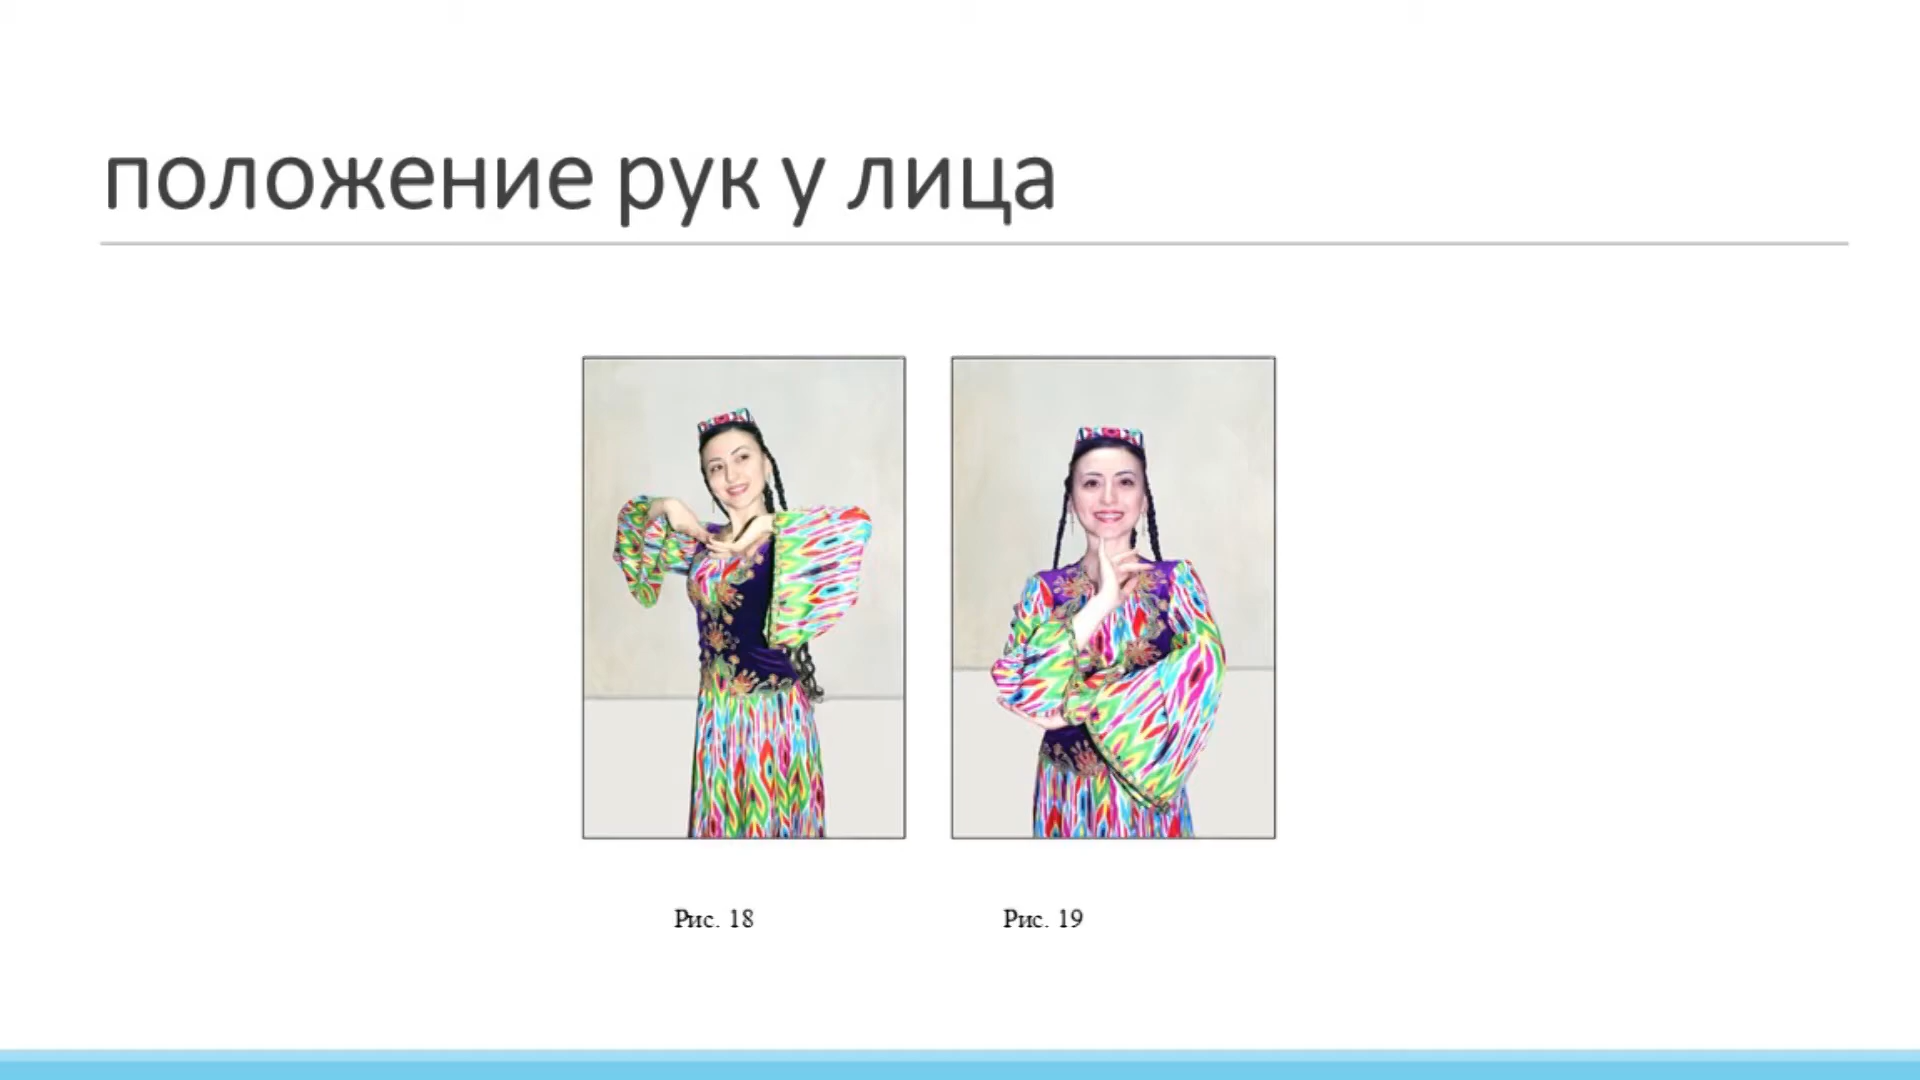 положение рук у лица
Рис. 18
Рис. 19